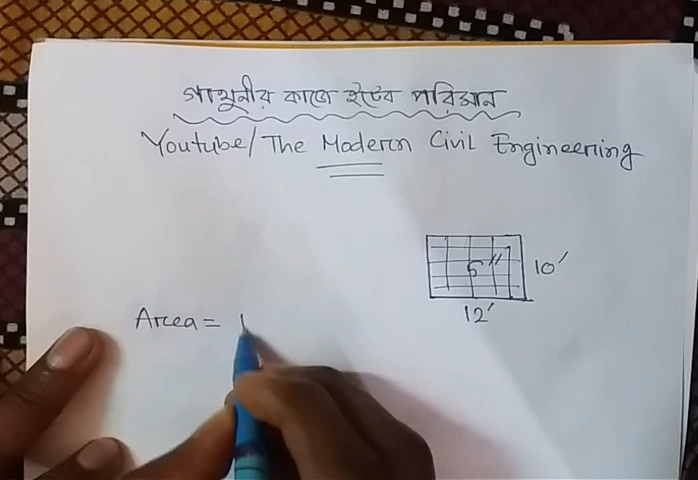 গাথুনীর কাজে ইটের পরিমান
Youtube/The Modern Civil Engineering
5"
10'
12'
Area =